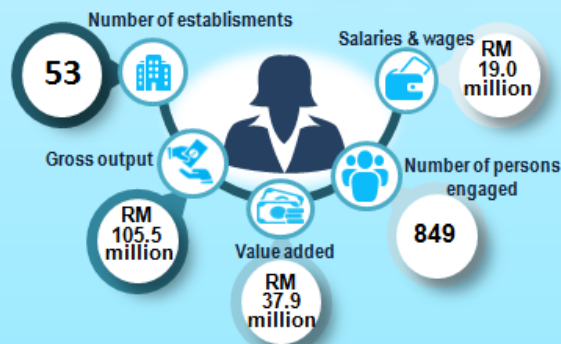 Number of establisments
53
Salaries & wages
RM
19.0
million
Gross output
RM
105.5
million
Value added
RM
37.9
million
Number of persons
engaged
849